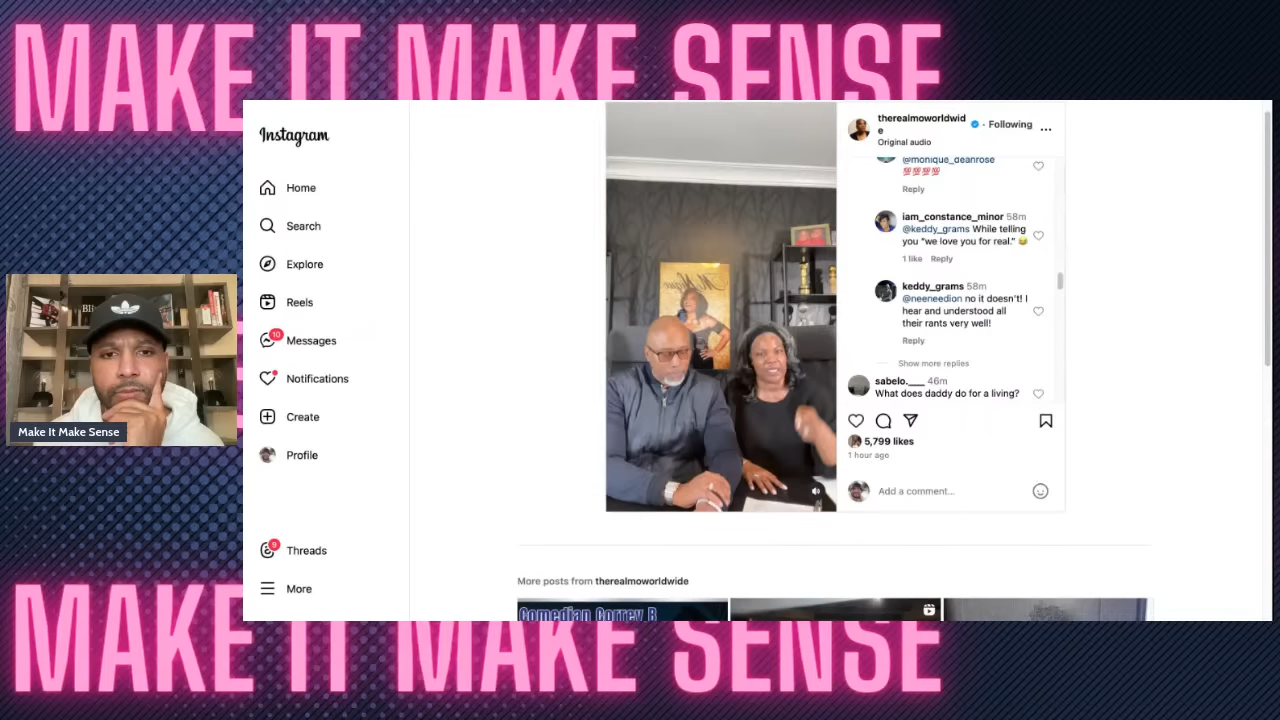 MAKE IT MAKE SENSE
Instagram
Home
Search
Explore
Reels
10
Messages
Notifications
Create
Profile
9
Threads
More
therealmoworldwid
e
· Following
Original audio
@monique_deanrose
💯💯💯💯
Reply
iam_constance_minor 58m
@keddy_grams While telling
you "we love you for real." 😂
1 like Reply
keddy_grams 58m
@neeneedion no it doesn't! I
hear and understood all
their rants very well!
Reply
Show more replies
sabelo.___ 46m
What does daddy do for a living?
5,799 likes
1 hour ago
Add a comment...
More posts from therealmoworldwide
Comedian Correy B
Make It Make Sense
MAKE IT MAKE SENSE